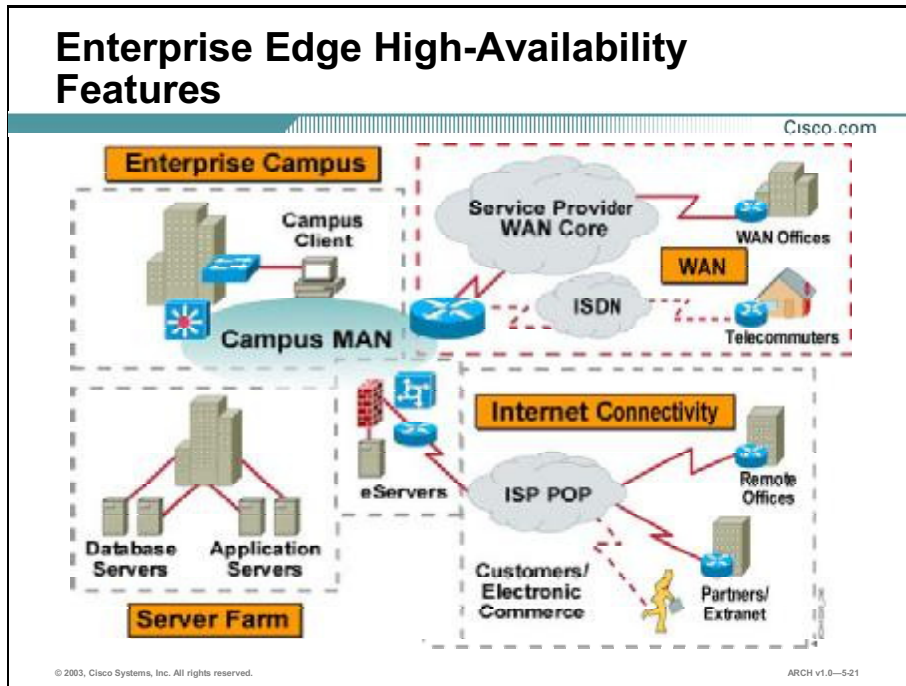 Enterprise Edge High-Availability
Features
Cisco.com
Enterprise Campus
Campus
Client
Campus MAN
Service Provider
WAN Core
WAN Offices
WAN
ISDN
Telecommuters
Database
Servers
Application
Servers
Server Farm
eServers
Internet Connectivity
ISP POP
Remote
Offices
Customers/
Electronic
Commerce
Partners/
Extranet
© 2003, Cisco Systems, Inc. All rights reserved.
ARCH v1.0—5-21